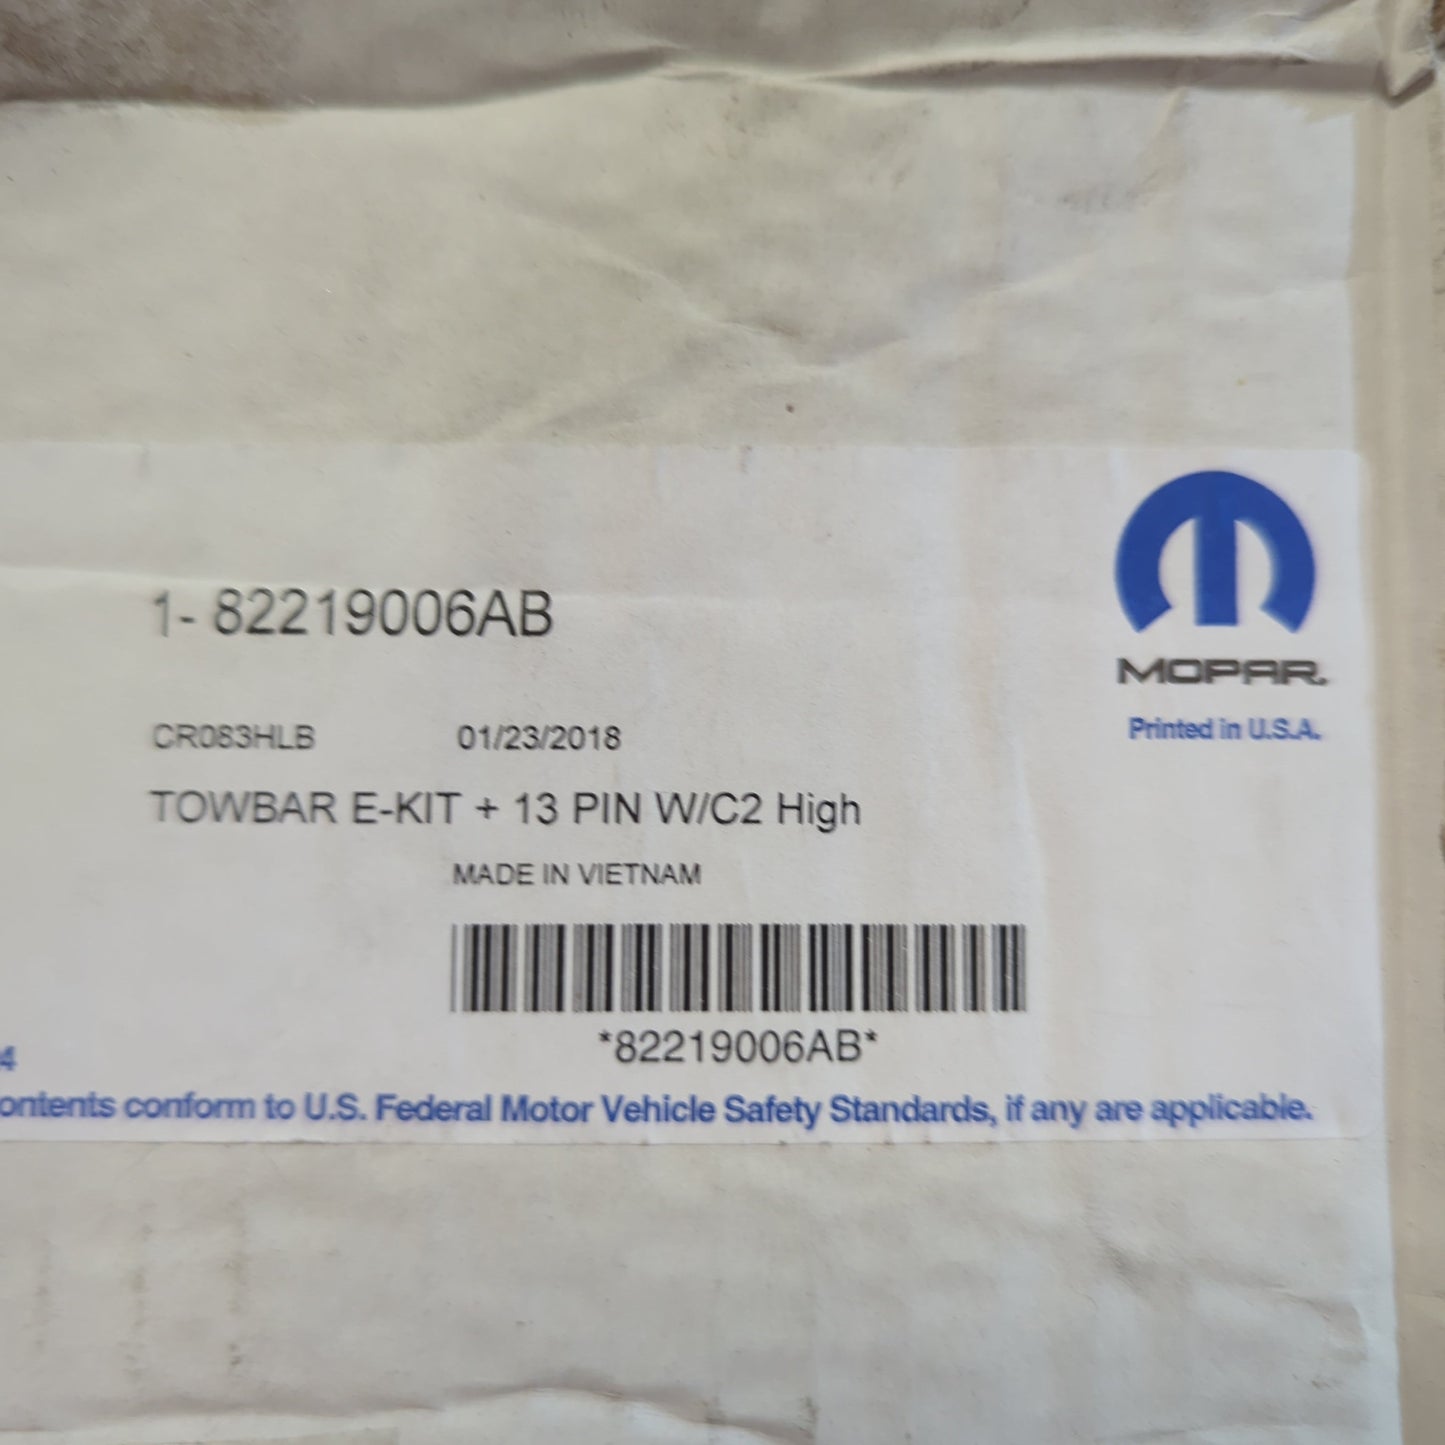 1- 82219006AB
MOPAR
Printed in U.S.A.
CR083HLB 01/23/2018
TOWBAR E-KIT + 13 PIN W/C2 High
MADE IN VIETNAM
*82219006AB*
4
ontents conform to U.S. Federal Motor Vehicle Safety Standards, if any are applicable.